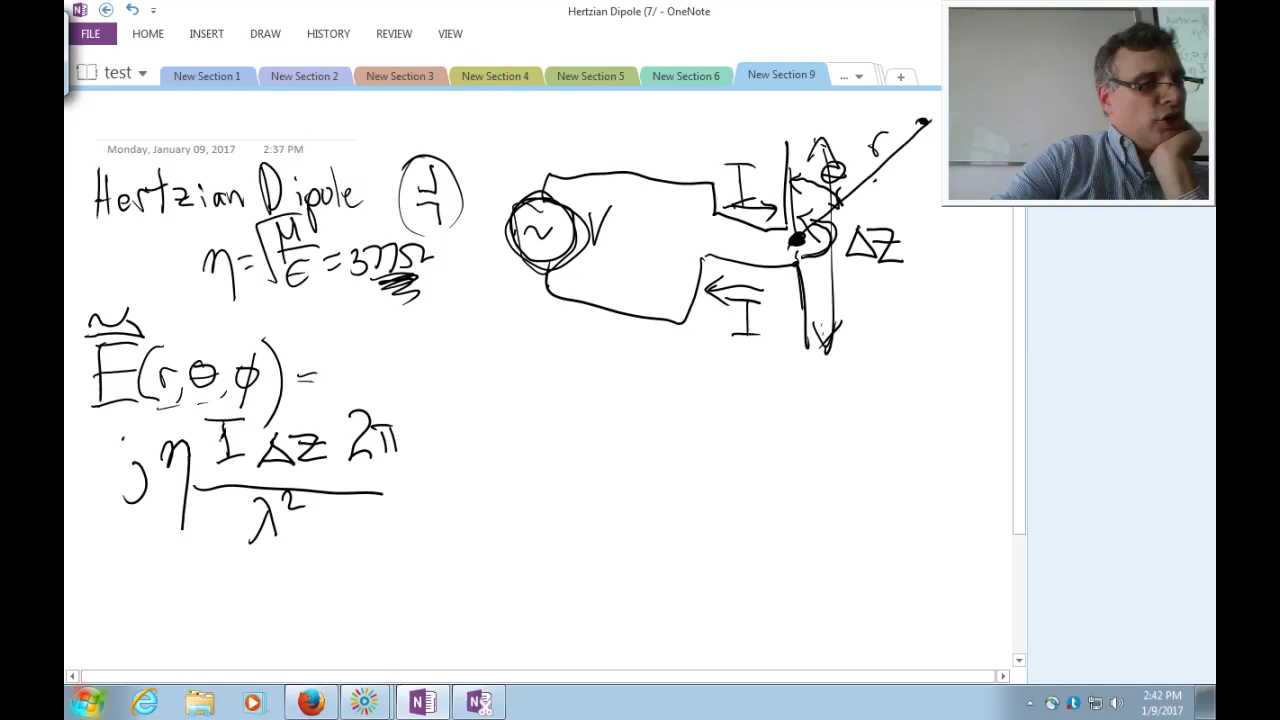 Hertzian Dipole (7/ - OneNote
FILE HOME INSERT DRAW HISTORY REVIEW VIEW
test New Section 1 New Section 2 New Section 3 New Section 4 New Section 5 New Section 6 New Section 9 ... +
Monday, January 09, 2017 2:37 PM
Hertzian Dipole
7/7
η = √μ/ε = 377Ω
V
I
θ
r
ΔZ
I
Ẽ(r,θ,ϕ) =
jη I ΔZ 2π
λ²
2:42 PM
1/9/2017